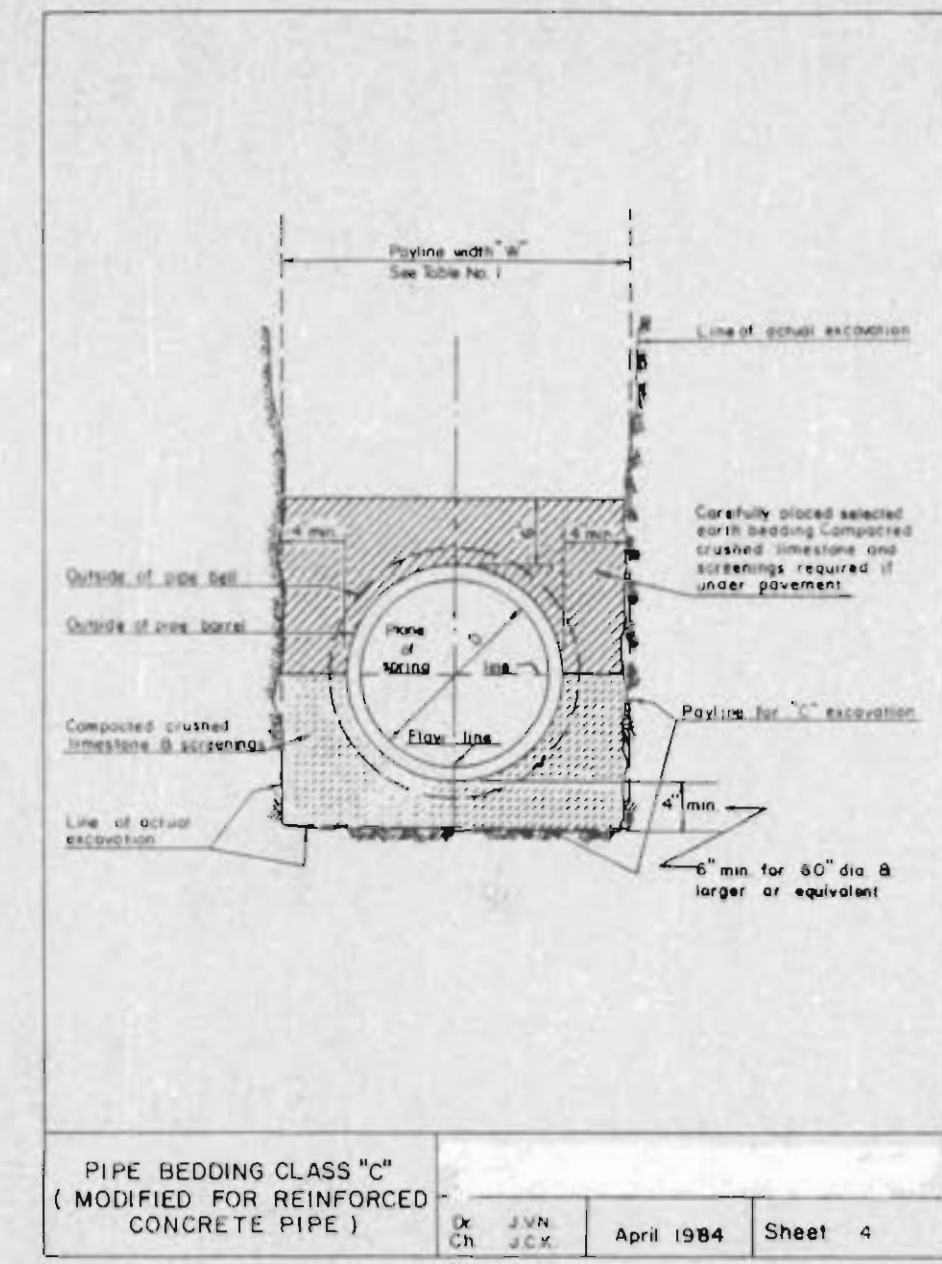 Payline width "W"
See Table No. 1
Line of actual excavation
4 min.
6"
4 min.
Carefully placed selected
earth bedding. Compacted
crushed limestone and
screenings required if
under pavement
Outside of pipe bell
Outside of pipe barrel
Plane
of
spring line
"D"
Flow line
Compacted crushed
limestone & screenings
Payline for "C" excavation
4" min.
Line of actual
excavation
6" min. for 60" dia. &
larger or equivalent
PIPE BEDDING CLASS "C"
( MODIFIED FOR REINFORCED
CONCRETE PIPE )
Dr. J.V.N.
Ch. J.C.K.
April 1984
Sheet 4